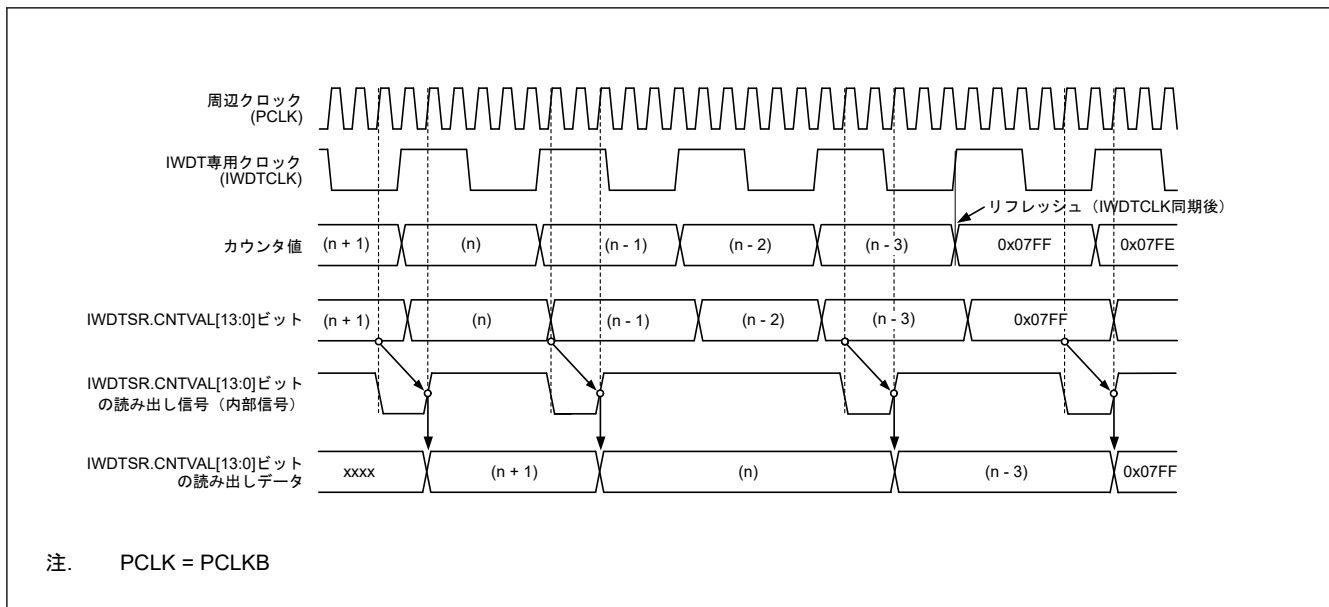 周辺クロック
(PCLK)
IWDT専用クロック
(IWDTCLK)
リフレッシュ（IWDTCLK同期後）
カウンタ値
(n + 1)
(n)
(n - 1)
(n - 2)
(n - 3)
0x07FF
0x07FE
IWDTSR.CNTVAL[13:0]ビット
(n + 1)
(n)
(n - 1)
(n - 2)
(n - 3)
0x07FF
IWDTSR.CNTVAL[13:0]ビット
の読み出し信号（内部信号）
IWDTSR.CNTVAL[13:0]ビット
の読み出しデータ
xxxx
(n + 1)
(n)
(n - 3)
0x07FF
注. PCLK = PCLKB